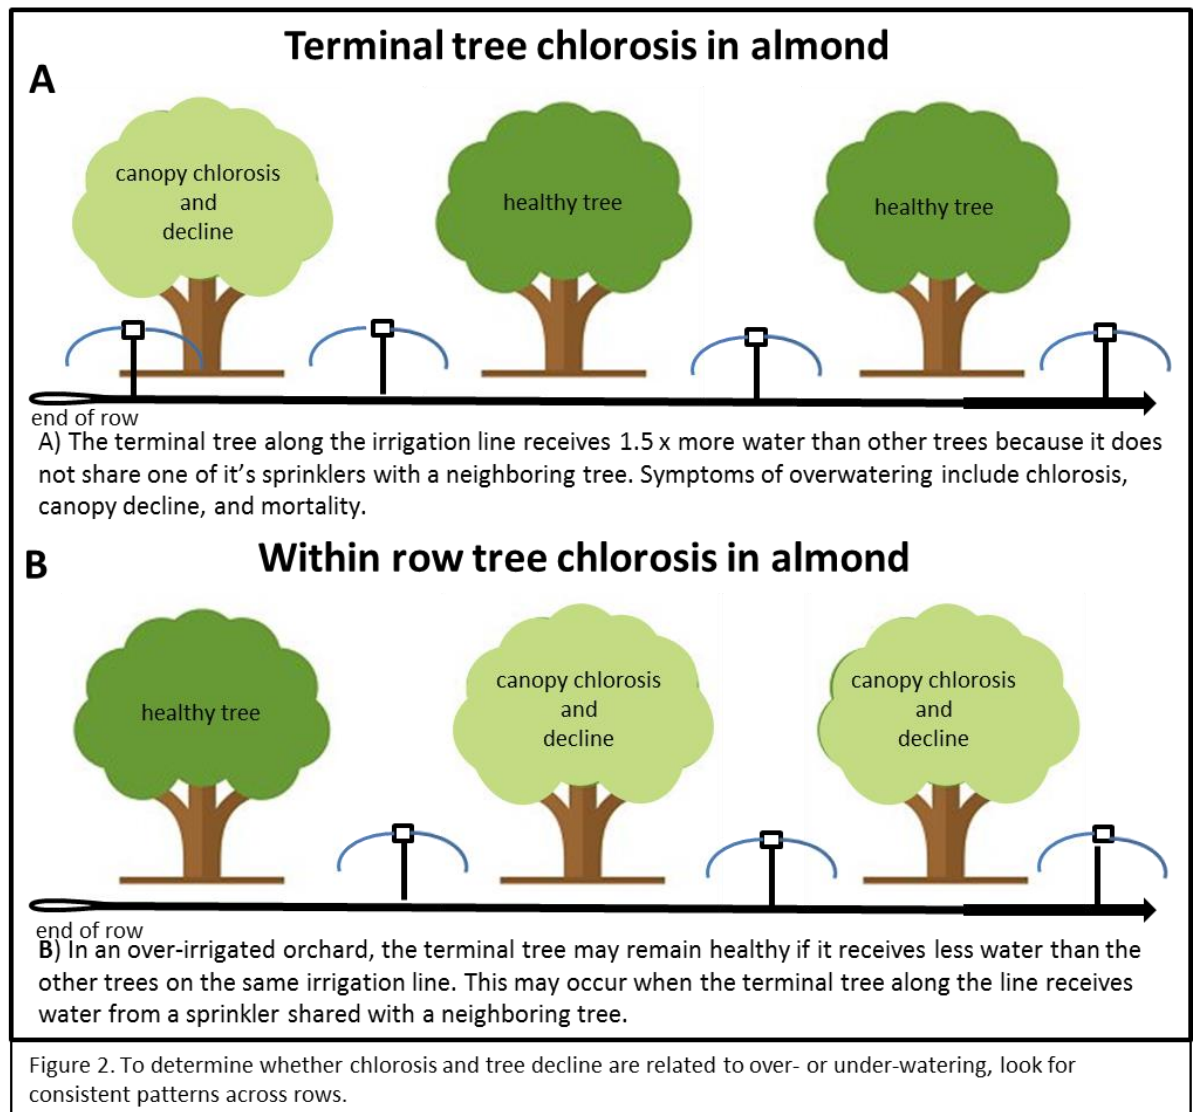 Terminal tree chlorosis in almond
A
canopy chlorosis
and
decline
healthy tree
healthy tree
end of row
A) The terminal tree along the irrigation line receives 1.5 x more water than other trees because it does
not share one of it's sprinklers with a neighboring tree. Symptoms of overwatering include chlorosis,
canopy decline, and mortality.
B
Within row tree chlorosis in almond
healthy tree
canopy chlorosis
and
decline
canopy chlorosis
and
decline
end of row
B) In an over-irrigated orchard, the terminal tree may remain healthy if it receives less water than the
other trees on the same irrigation line. This may occur when the terminal tree along the line receives
water from a sprinkler shared with a neighboring tree.
Figure 2. To determine whether chlorosis and tree decline are related to over- or under-watering, look for
consistent patterns across rows.